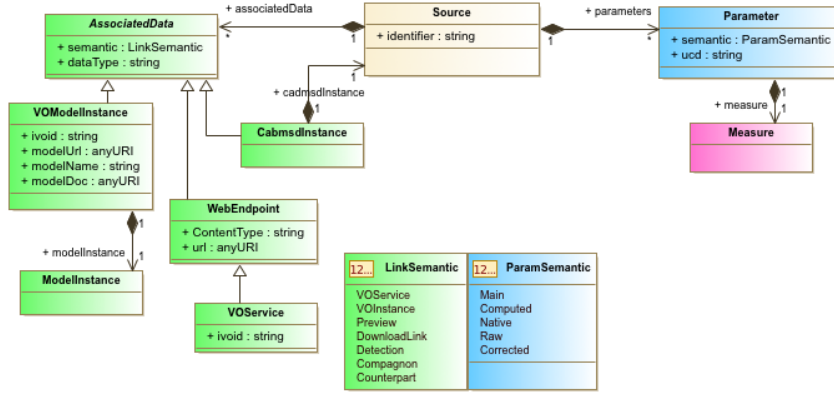 AssociatedData
+ semantic : LinkSemantic
+ dataType : string
+ associatedData
*
1
Source
+ identifier : string
1
+ parameters
*
Parameter
+ semantic : ParamSemantic
+ ucd : string
1
+ cadmsdInstance
1
1
+ measure
1
VOModelInstance
+ ivoid : string
+ modelUrl : anyURI
+ modelName : string
+ modelDoc : anyURI
CabmsdInstance
Measure
1
+ modelInstance
1
ModelInstance
WebEndpoint
+ ContentType : string
+ url : anyURI
VOService
+ ivoid : string
12...
LinkSemantic
VOService
VOInstance
Preview
DownloadLink
Detection
Compagnon
Counterpart
12...
ParamSemantic
Main
Computed
Native
Raw
Corrected